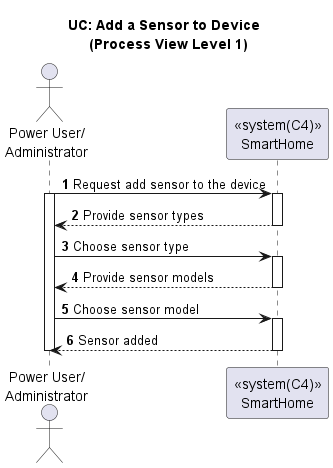 UC: Add a Sensor to Device
(Process View Level 1)
Power User/
Administrator
«system(C4)»
SmartHome
1 Request add sensor to the device
2 Provide sensor types
3 Choose sensor type
4 Provide sensor models
5 Choose sensor model
6 Sensor added
Power User/
Administrator
«system(C4)»
SmartHome